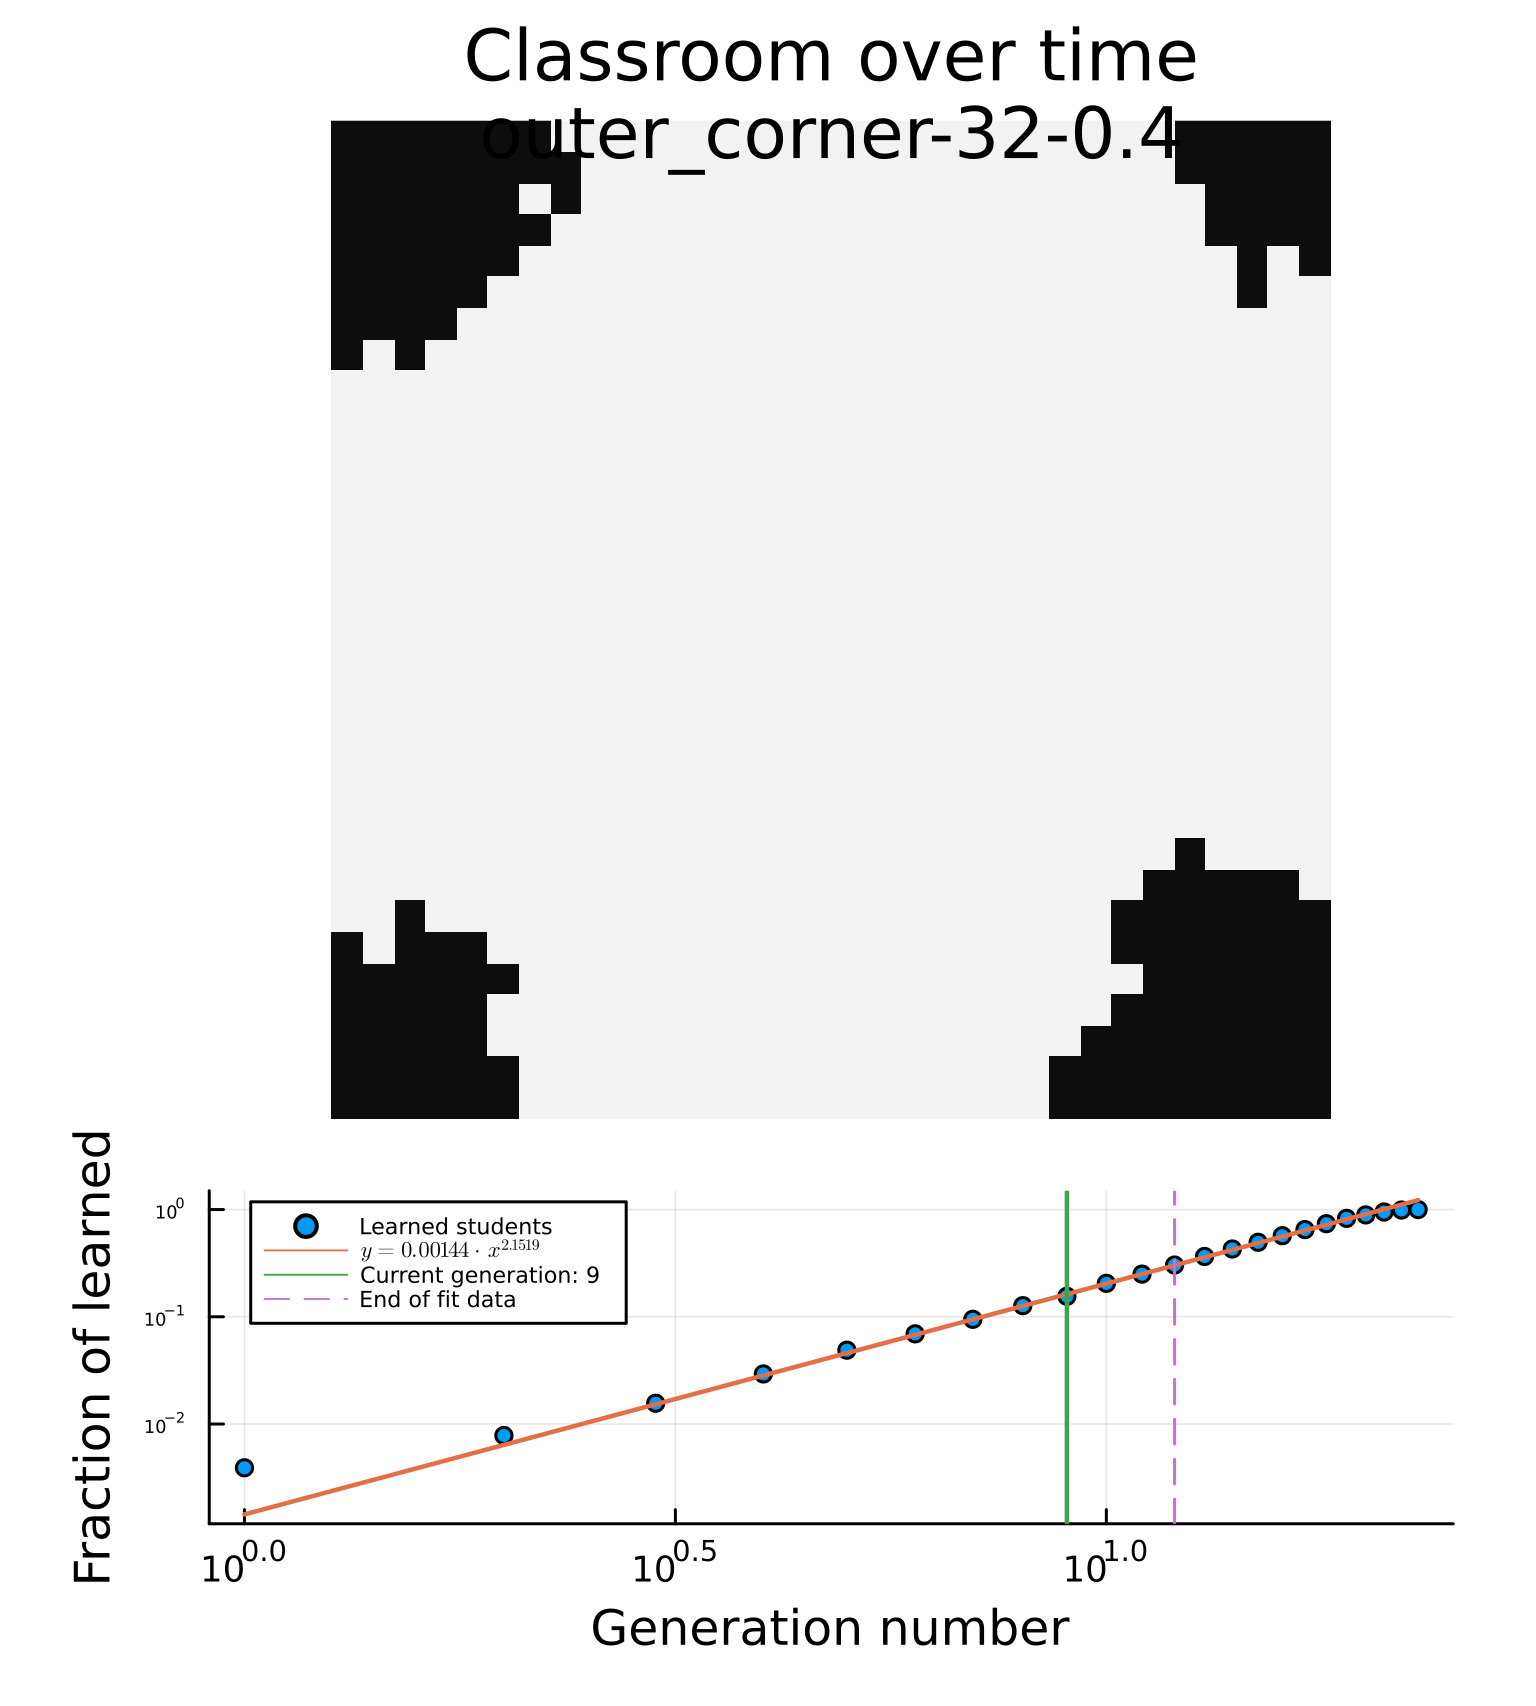 Classroom over time
outer_corner-32-0.4
Fraction of learned
10^0
10^−1
10^−2
Learned students
y = 0.00144 · x^2.1519
Current generation: 9
End of fit data
10^0.0
10^0.5
10^1.0
Generation number